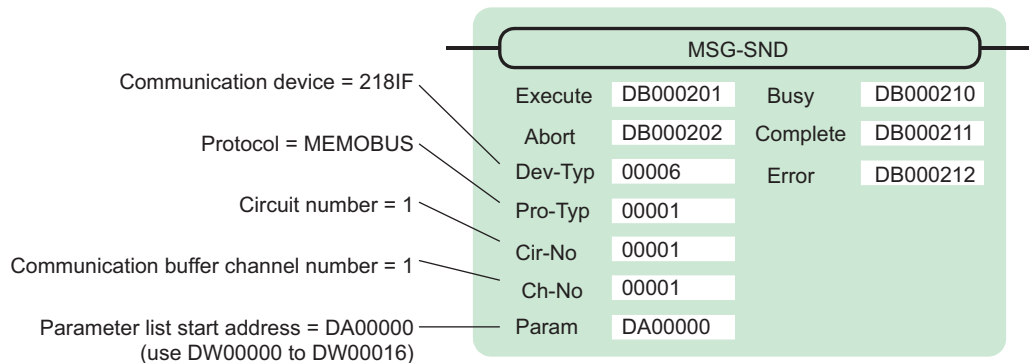 MSG-SND
Communication device = 218IF
Execute DB000201 Busy DB000210
Protocol = MEMOBUS
Abort DB000202 Complete DB000211
Dev-Typ 00006 Error DB000212
Circuit number = 1
Pro-Typ 00001
Cir-No 00001
Communication buffer channel number = 1
Ch-No 00001
Parameter list start address = DA00000
(use DW00000 to DW00016)
Param DA00000